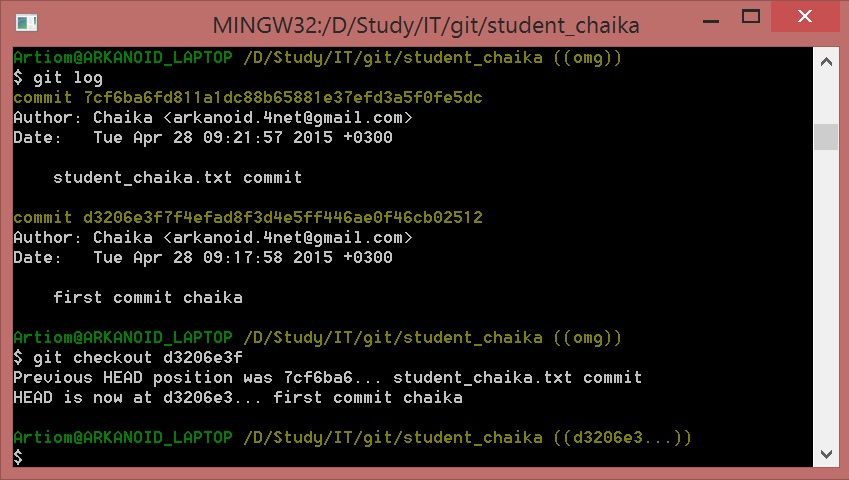 MINGW32:/D/Study/IT/git/student_chaika
Artiom@ARKANOID_LAPTOP /D/Study/IT/git/student_chaika ((omg))
$ git log
commit 7cf6ba6fd811a1dc88b65881e37efd3a5f0fe5dc
Author: Chaika <arkanoid.4net@gmail.com>
Date:   Tue Apr 28 09:21:57 2015 +0300
student_chaika.txt commit
commit d3206e3f7f4efad8f3d4e5ff446ae0f46cb02512
Author: Chaika <arkanoid.4net@gmail.com>
Date:   Tue Apr 28 09:17:58 2015 +0300
first commit chaika
Artiom@ARKANOID_LAPTOP /D/Study/IT/git/student_chaika ((omg))
$ git checkout d3206e3f
Previous HEAD position was 7cf6ba6... student_chaika.txt commit
HEAD is now at d3206e3... first commit chaika
Artiom@ARKANOID_LAPTOP /D/Study/IT/git/student_chaika ((d3206e3...))
$